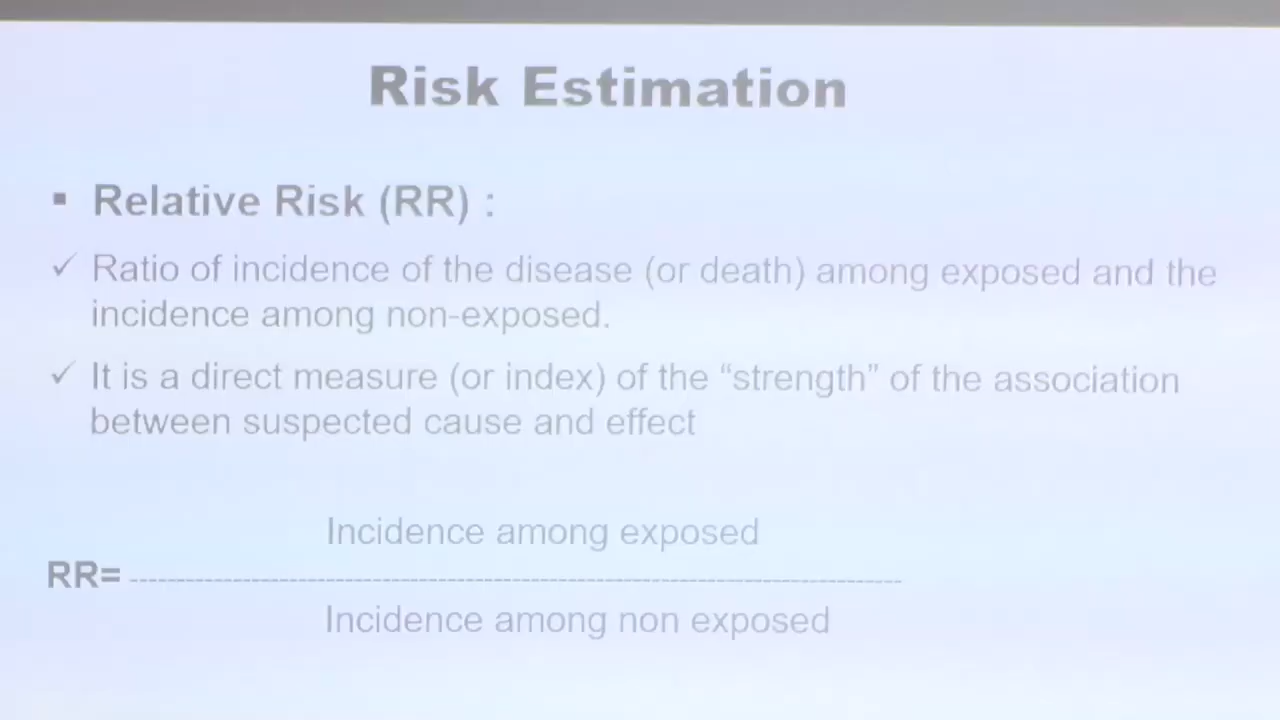 Risk Estimation
▪ Relative Risk (RR) :
✓ Ratio of incidence of the disease (or death) among exposed and the
incidence among non-exposed.
✓ It is a direct measure (or index) of the “strength” of the association
between suspected cause and effect
Incidence among exposed
RR= --------------------------------------------------------------------------------
Incidence among non exposed